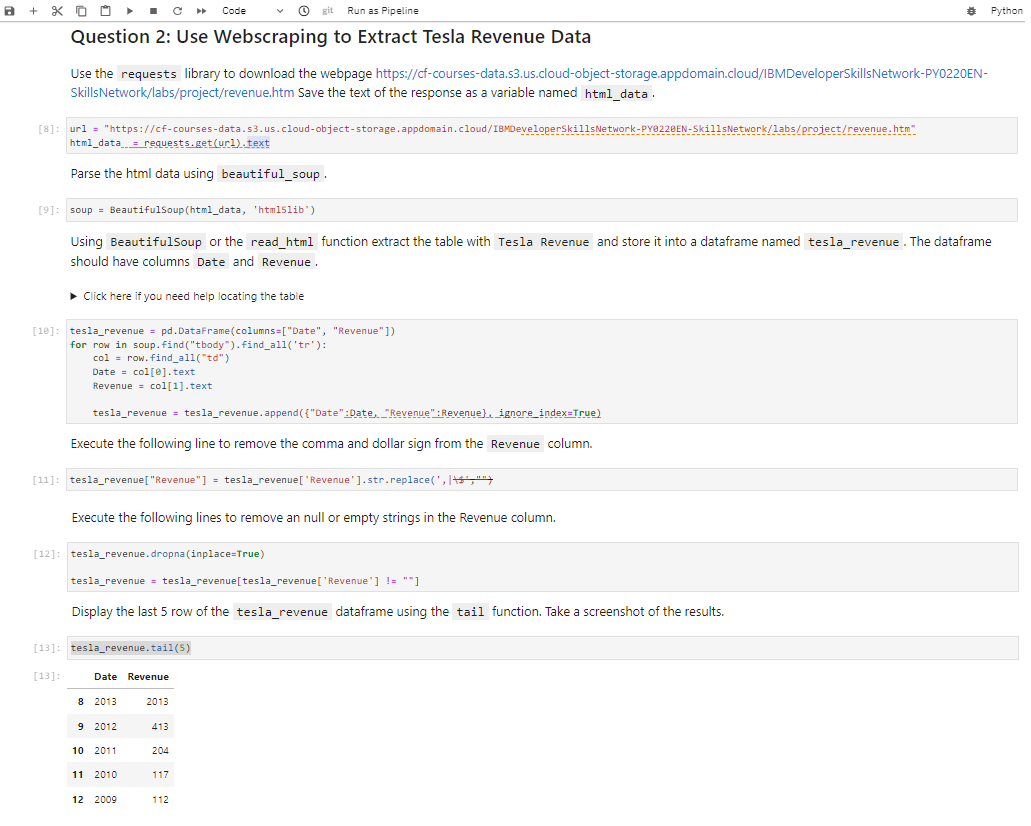 Code git Run as Pipeline Python
Question 2: Use Webscraping to Extract Tesla Revenue Data
Use the requests library to download the webpage https://cf-courses-data.s3.us.cloud-object-storage.appdomain.cloud/IBMDeveloperSkillsNetwork-PY0220EN-
SkillsNetwork/labs/project/revenue.htm Save the text of the response as a variable named html_data.
[8]: url = "https://cf-courses-data.s3.us.cloud-object-storage.appdomain.cloud/IBMDeveloperSkillsNetwork-PY0220EN-SkillsNetwork/labs/project/revenue.htm"
html_data  = requests.get(url).text
Parse the html data using beautiful_soup.
[9]: soup = BeautifulSoup(html_data, 'html5lib')
Using BeautifulSoup or the read_html function extract the table with Tesla Revenue and store it into a dataframe named tesla_revenue. The dataframe
should have columns Date and Revenue.
▶ Click here if you need help locating the table
[10]: tesla_revenue = pd.DataFrame(columns=["Date", "Revenue"])
for row in soup.find("tbody").find_all('tr'):
    col = row.find_all("td")
    Date = col[0].text
    Revenue = col[1].text
    tesla_revenue = tesla_revenue.append({"Date":Date, "Revenue":Revenue}, ignore_index=True)
Execute the following line to remove the comma and dollar sign from the Revenue column.
[11]: tesla_revenue["Revenue"] = tesla_revenue['Revenue'].str.replace(',|\$',"")
Execute the following lines to remove an null or empty strings in the Revenue column.
[12]: tesla_revenue.dropna(inplace=True)
tesla_revenue = tesla_revenue[tesla_revenue['Revenue'] != ""]
Display the last 5 row of the tesla_revenue dataframe using the tail function. Take a screenshot of the results.
[13]: tesla_revenue.tail(5)
[13]: Date Revenue
8 2013 2013
9 2012 413
10 2011 204
11 2010 117
12 2009 112